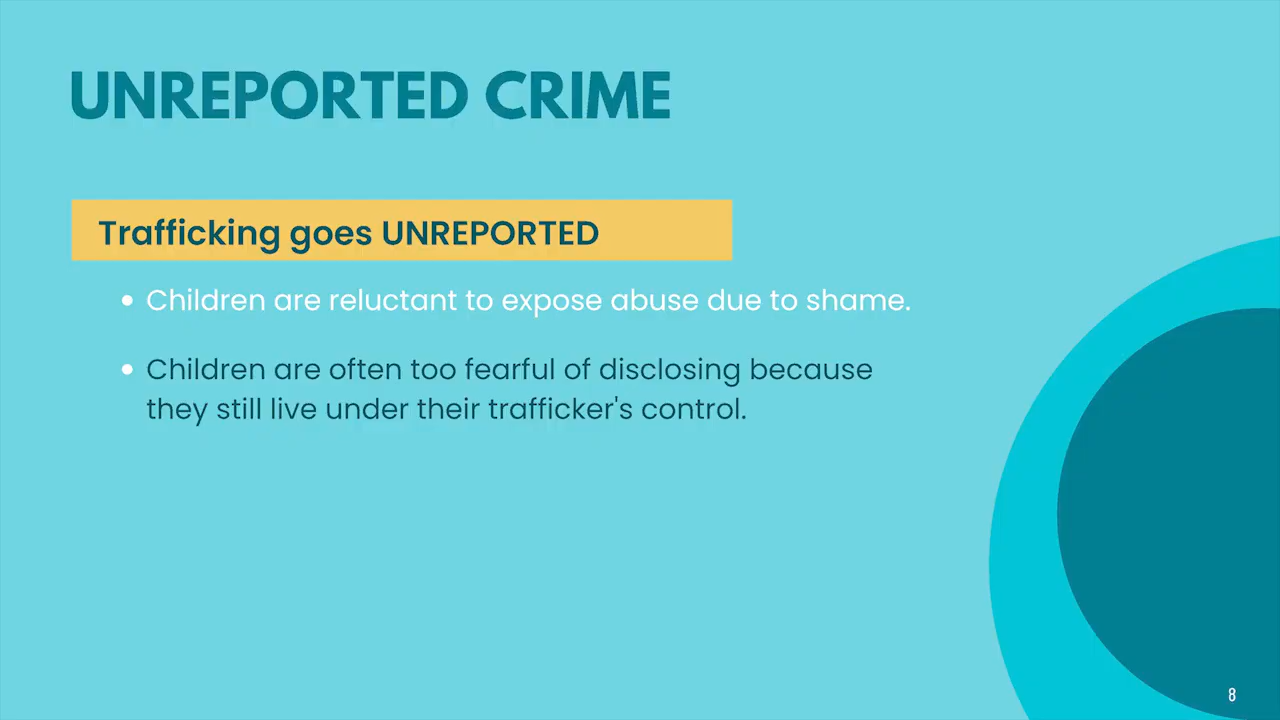 UNREPORTED CRIME
Trafficking goes UNREPORTED
• Children are reluctant to expose abuse due to shame.
• Children are often too fearful of disclosing because
they still live under their trafficker's control.
8